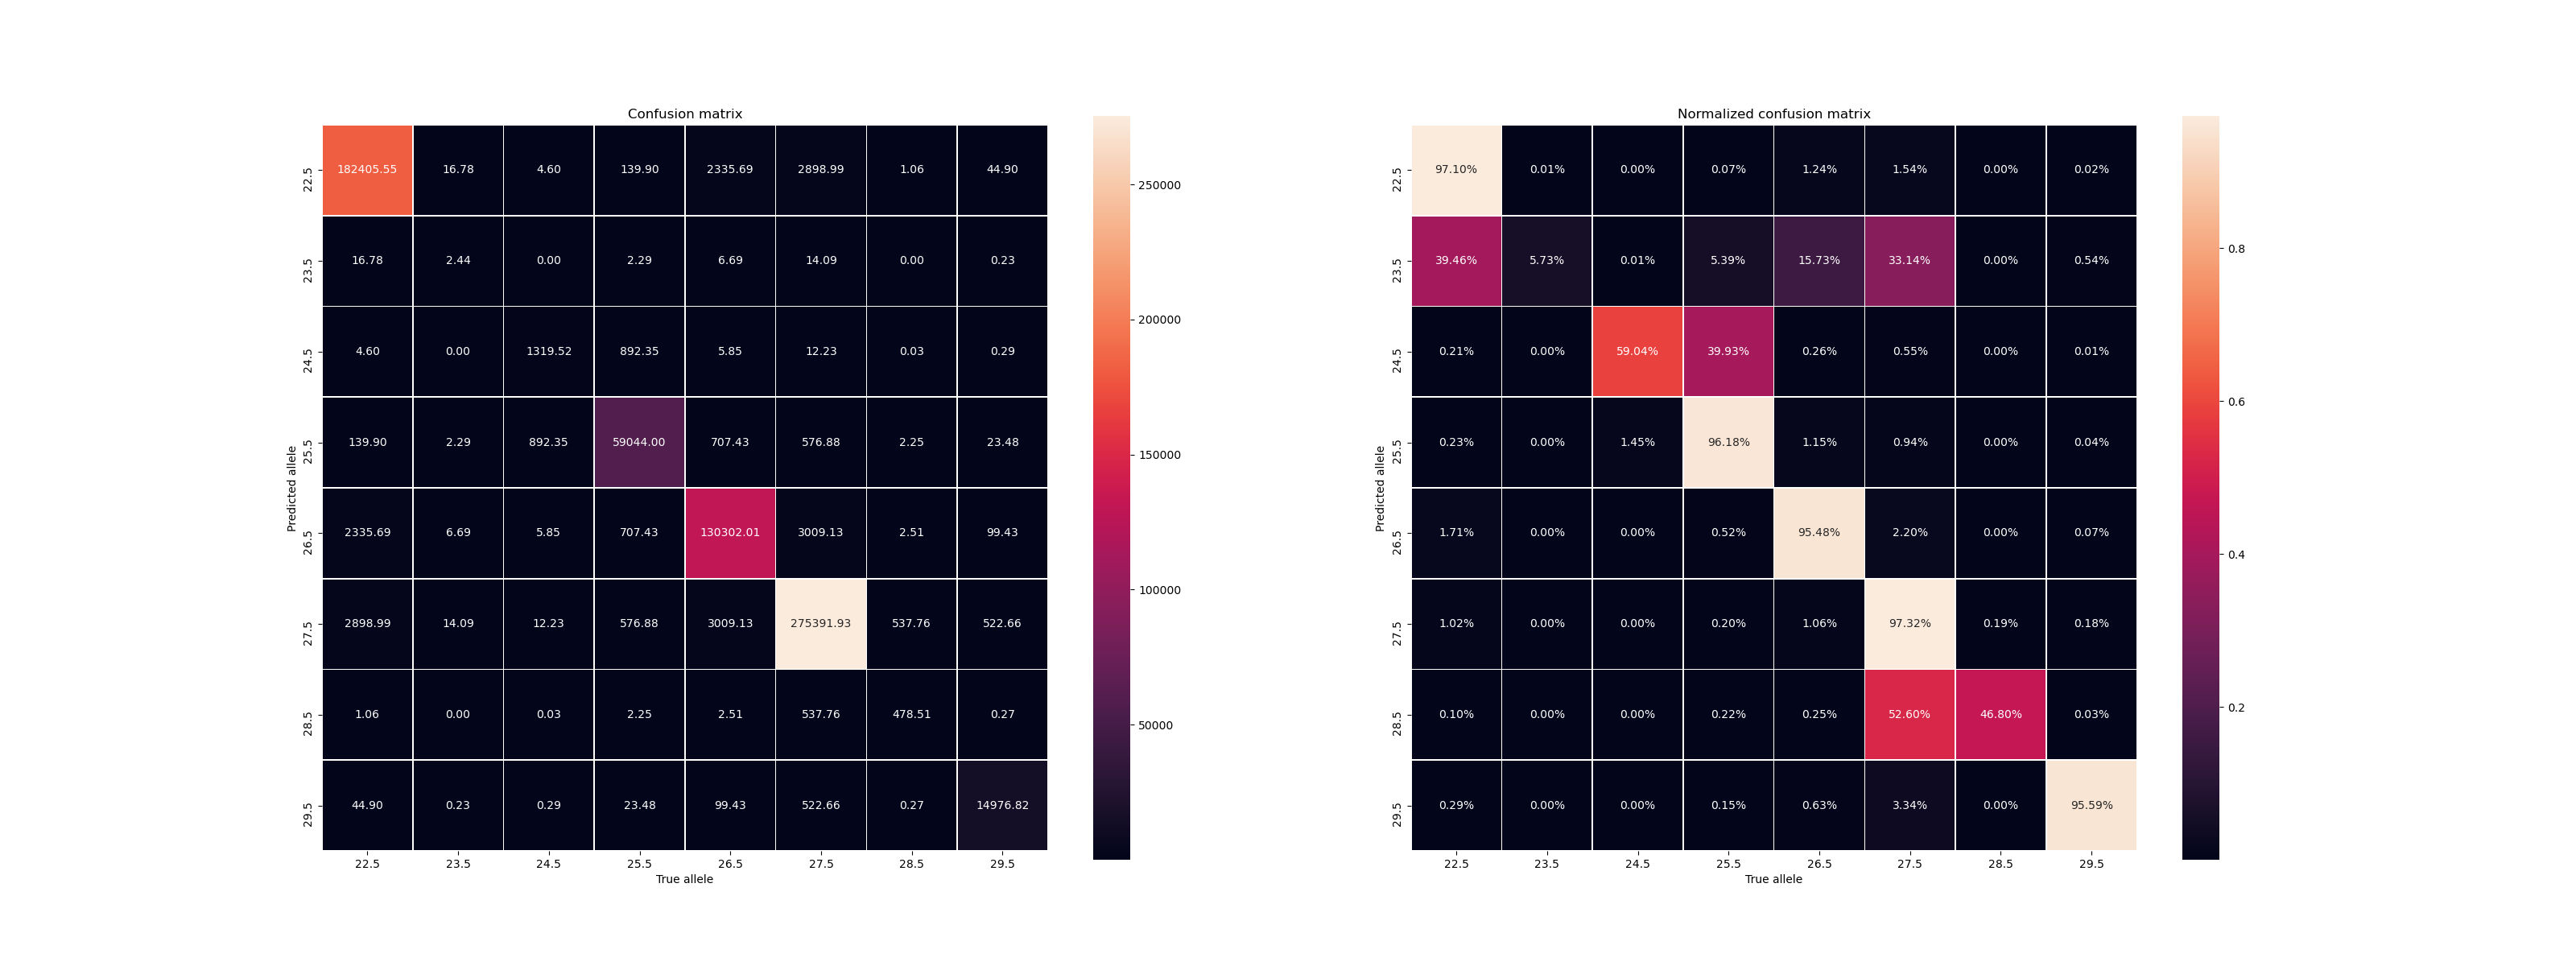 Confusion matrix
22.5 182405.55 16.78 4.60 139.90 2335.69 2898.99 1.06 44.90
23.5 16.78 2.44 0.00 2.29 6.69 14.09 0.00 0.23
24.5 4.60 0.00 1319.52 892.35 5.85 12.23 0.03 0.29
25.5 139.90 2.29 892.35 59044.00 707.43 576.88 2.25 23.48
26.5 2335.69 6.69 5.85 707.43 130302.01 3009.13 2.51 99.43
27.5 2898.99 14.09 12.23 576.88 3009.13 275391.93 537.76 522.66
28.5 1.06 0.00 0.03 2.25 2.51 537.76 478.51 0.27
29.5 44.90 0.23 0.29 23.48 99.43 522.66 0.27 14976.82
22.5 23.5 24.5 25.5 26.5 27.5 28.5 29.5
True allele
Predicted allele
250000
200000
150000
100000
50000
Normalized confusion matrix
22.5 97.10% 0.01% 0.00% 0.07% 1.24% 1.54% 0.00% 0.02%
23.5 39.46% 5.73% 0.01% 5.39% 15.73% 33.14% 0.00% 0.54%
24.5 0.21% 0.00% 59.04% 39.93% 0.26% 0.55% 0.00% 0.01%
25.5 0.23% 0.00% 1.45% 96.18% 1.15% 0.94% 0.00% 0.04%
26.5 1.71% 0.00% 0.00% 0.52% 95.48% 2.20% 0.00% 0.07%
27.5 1.02% 0.00% 0.00% 0.20% 1.06% 97.32% 0.19% 0.18%
28.5 0.10% 0.00% 0.00% 0.22% 0.25% 52.60% 46.80% 0.03%
29.5 0.29% 0.00% 0.00% 0.15% 0.63% 3.34% 0.00% 95.59%
22.5 23.5 24.5 25.5 26.5 27.5 28.5 29.5
True allele
Predicted allele
0.8
0.6
0.4
0.2